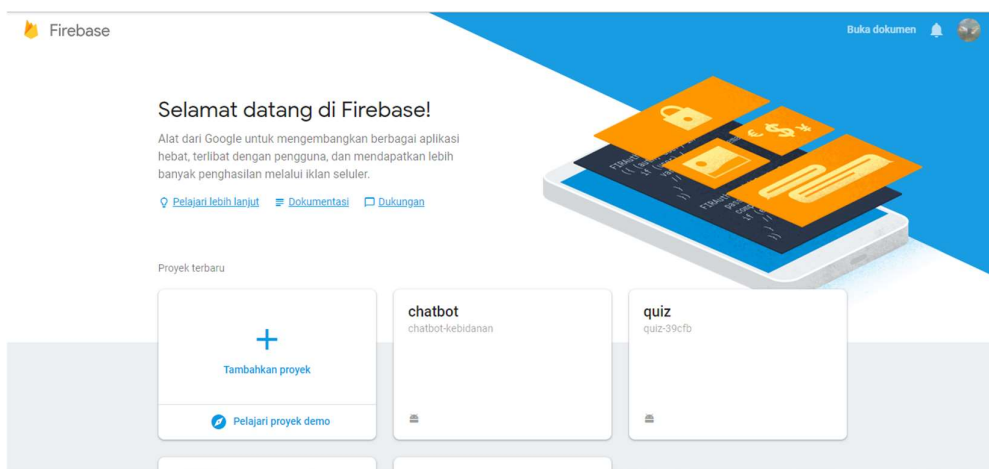 Firebase
Buka dokumen
Selamat datang di Firebase!
Alat dari Google untuk mengembangkan berbagai aplikasi
hebat, terlibat dengan pengguna, dan mendapatkan lebih
banyak penghasilan melalui iklan seluler.
Pelajari lebih lanjut Dokumentasi Dukungan
Proyek terbaru
Tambahkan proyek
Pelajari proyek demo
chatbot
chatbot-kebidanan
quiz
quiz-39cfb